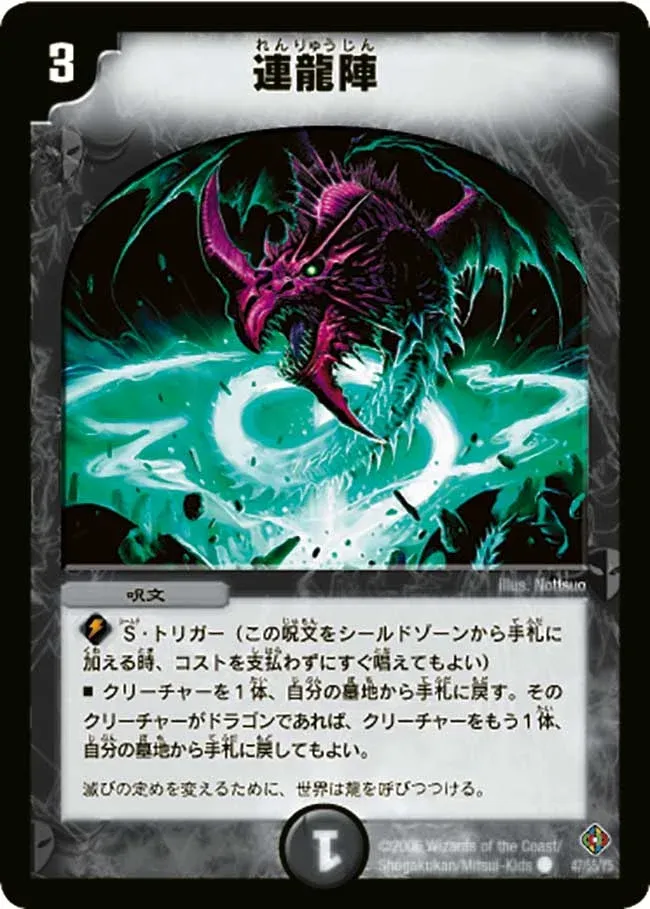 3
れんりゅうじん
連龍陣
illus. Nottsuo
呪文
S・トリガー(この呪文をシールドゾーンから手札に
加える時、コストを支払わずにすぐ唱えてもよい)
■ クリーチャーを1体、自分の墓地から手札に戻す。その
クリーチャーがドラゴンであれば、クリーチャーをもう1体、
自分の墓地から手札に戻してもよい。
滅びの定めを変えるために、世界は龍を呼びつづける。
1
©2006 Wizards of the Coast/
Shogakukan/Mitsui-Kids
47/55/Y5